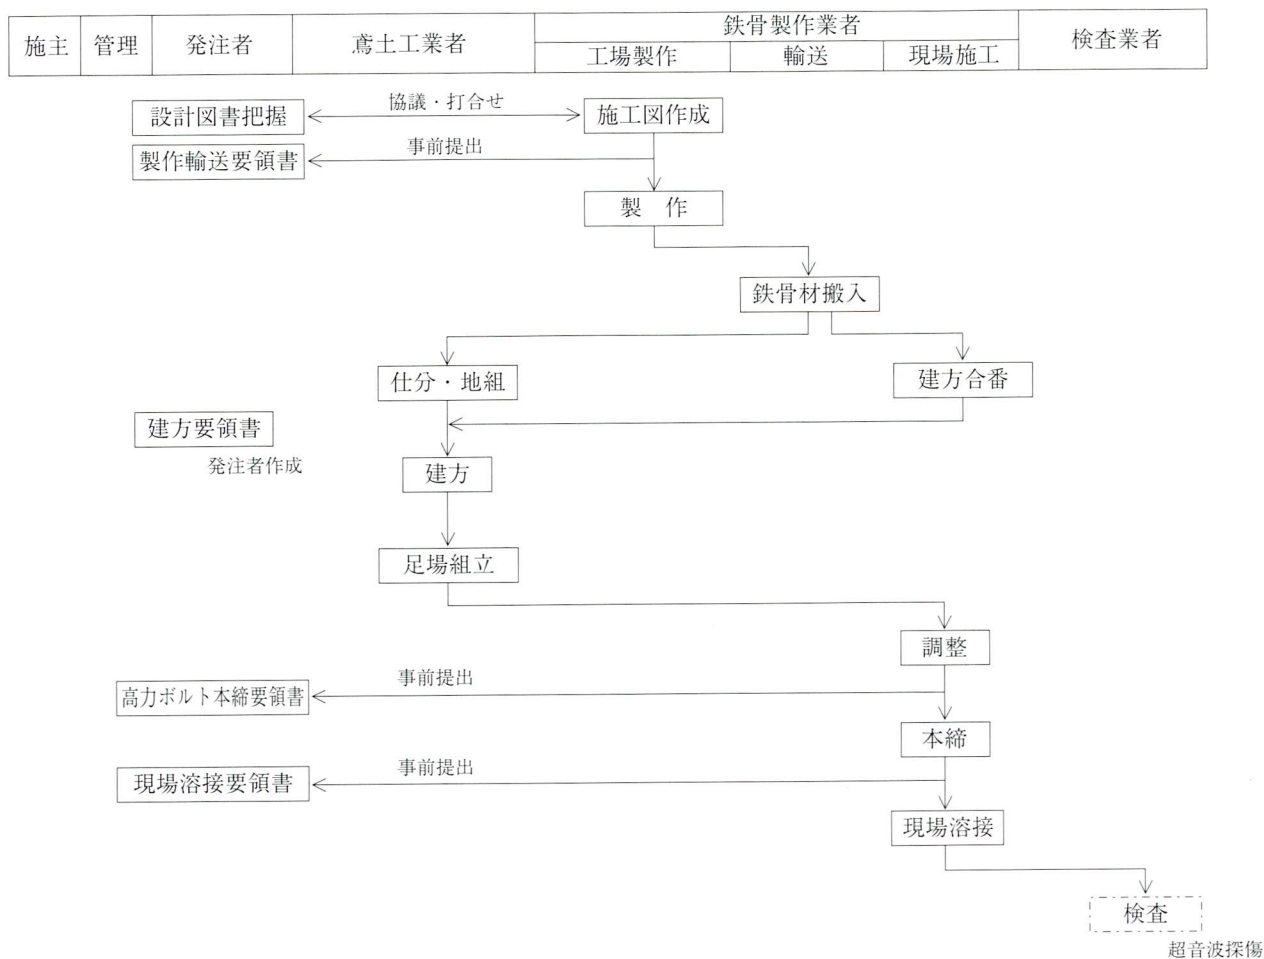 施主 管理 発注者 鳶土工業者 鉄骨製作業者 検査業者
工場製作 輸送 現場施工
設計図書把握 協議・打合せ 施工図作成
製作輸送要領書 事前提出
製　作
鉄骨材搬入
仕分・地組 建方合番
建方要領書
発注者作成
建方
足場組立
調整
事前提出
高力ボルト本締要領書
本締
事前提出
現場溶接要領書
現場溶接
検査
超音波探傷